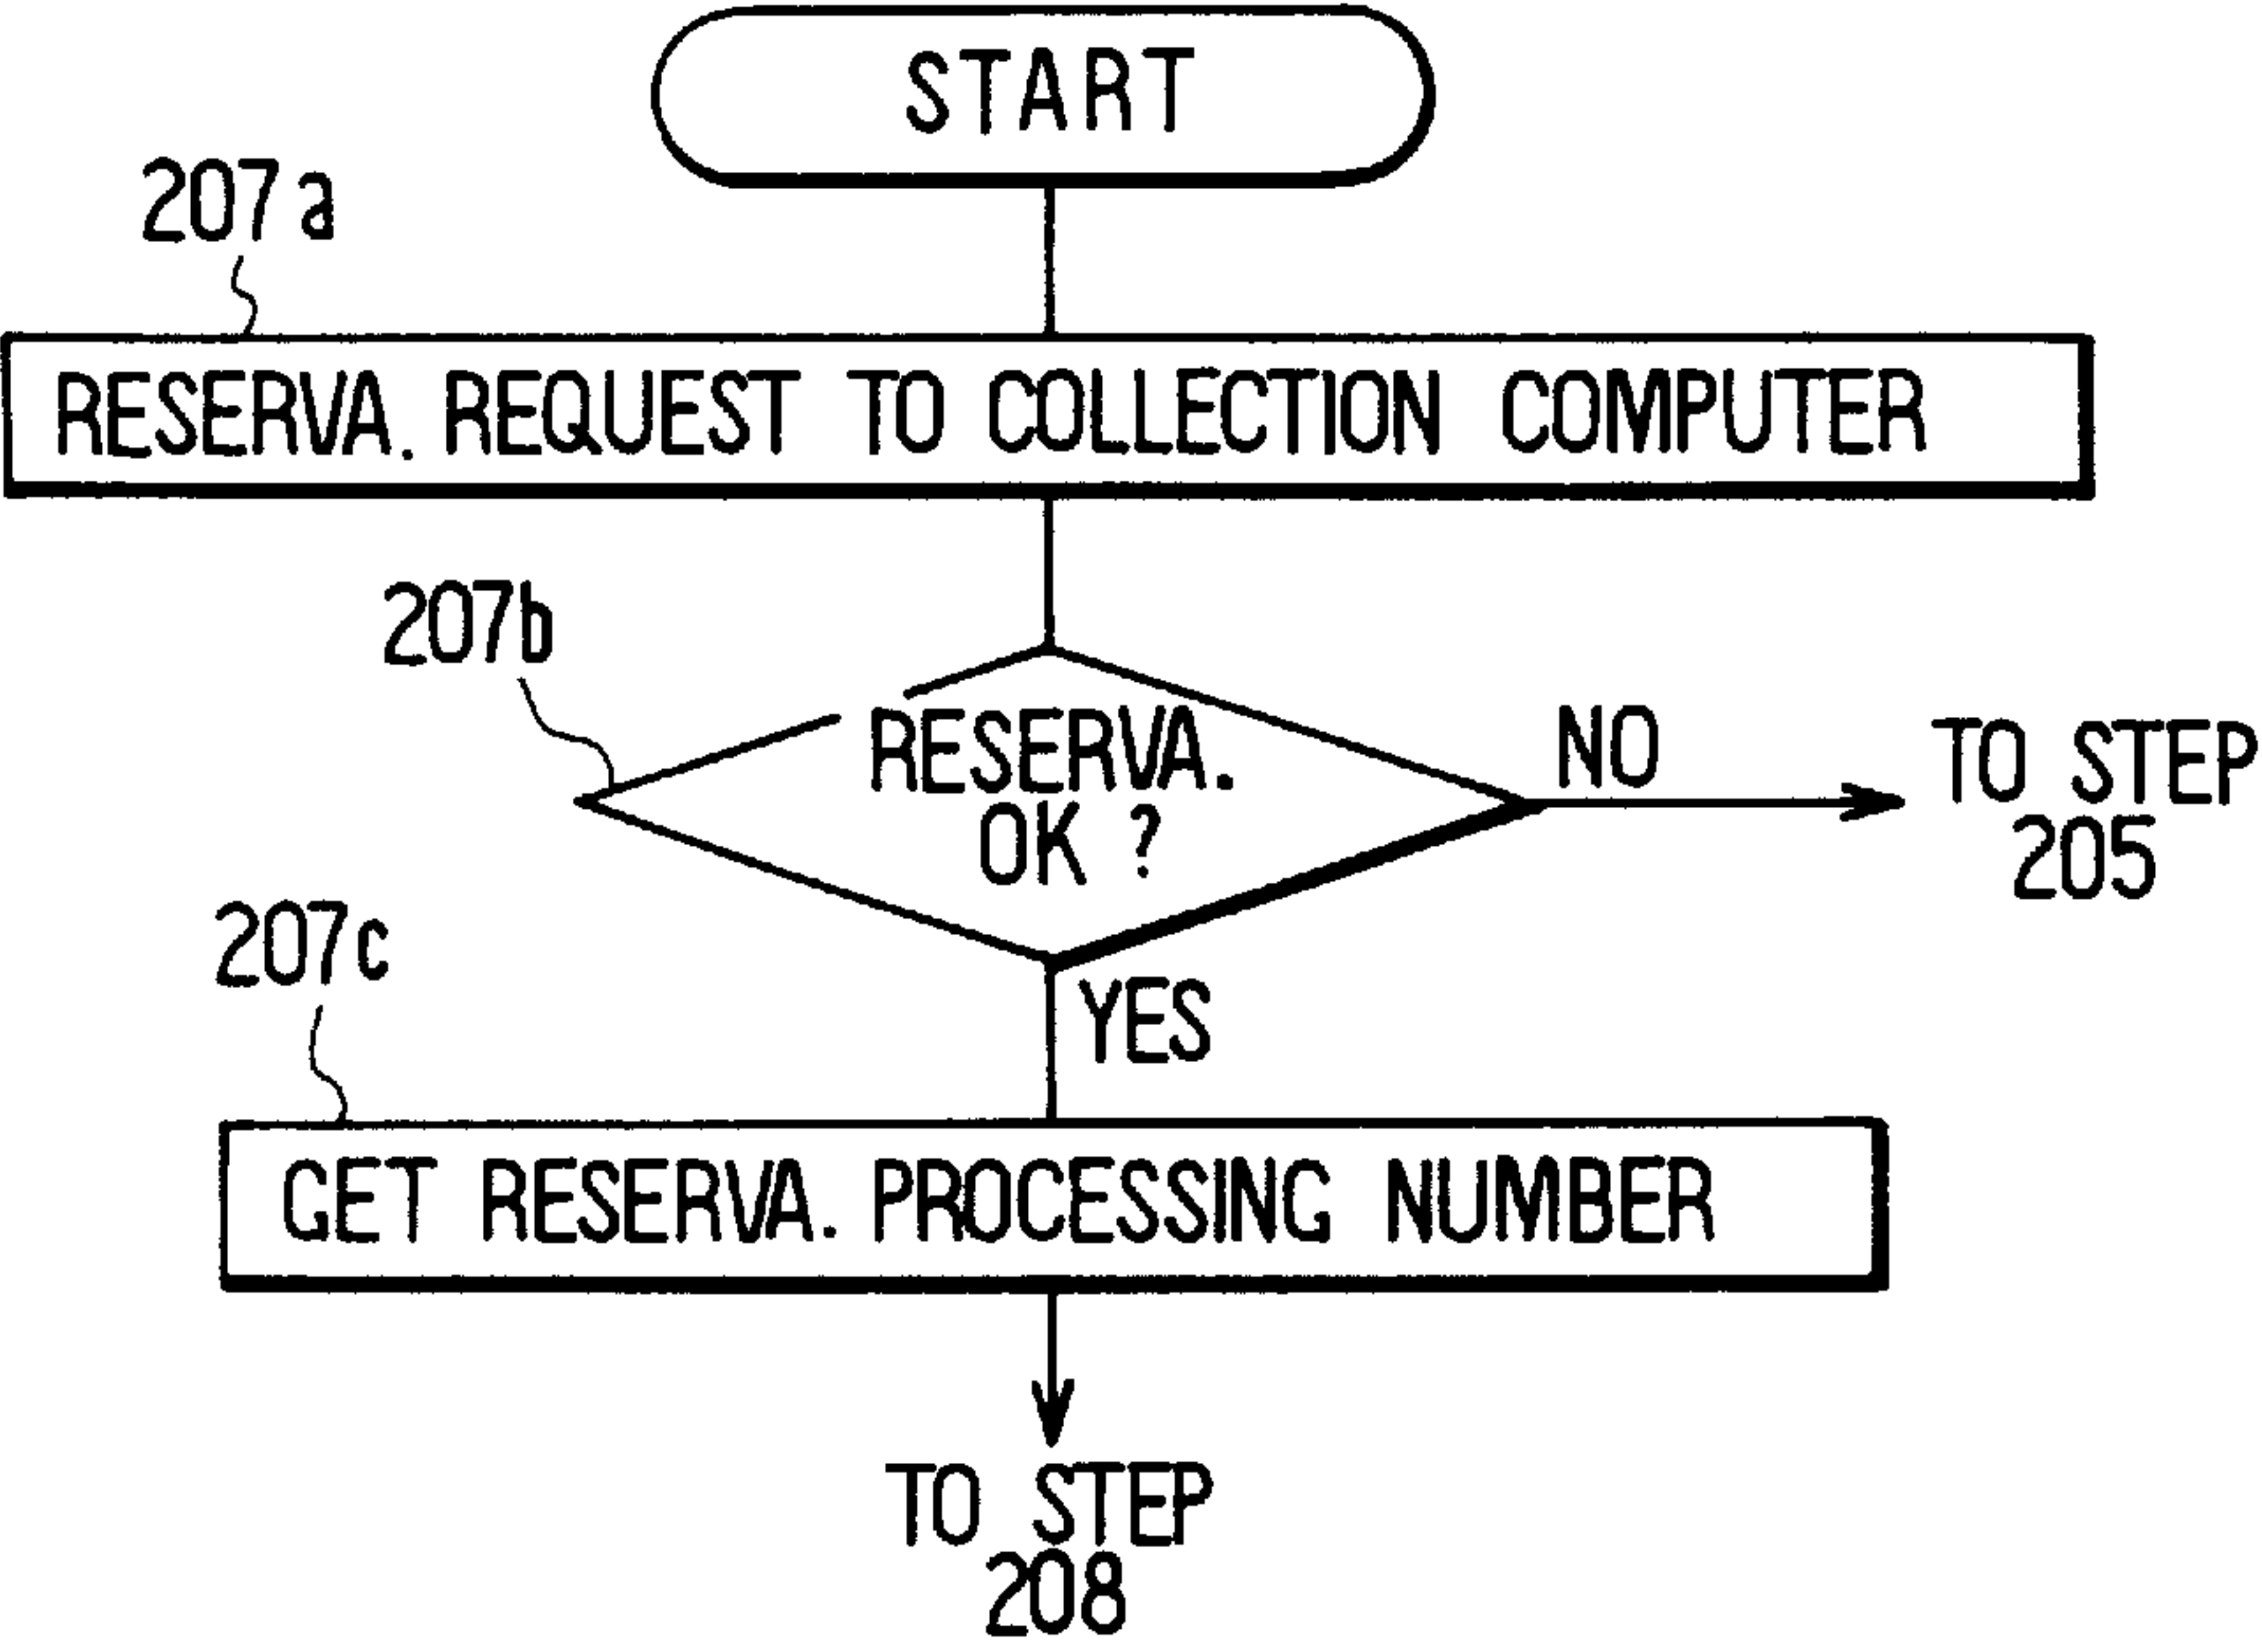 START
207a
RESERVA. REQUEST TO COLLECTION COMPUTER
207b
RESERVA.
OK ?
NO
TO STEP
205
207c
YES
GET RESERVA. PROCESSING NUMBER
TO STEP
208